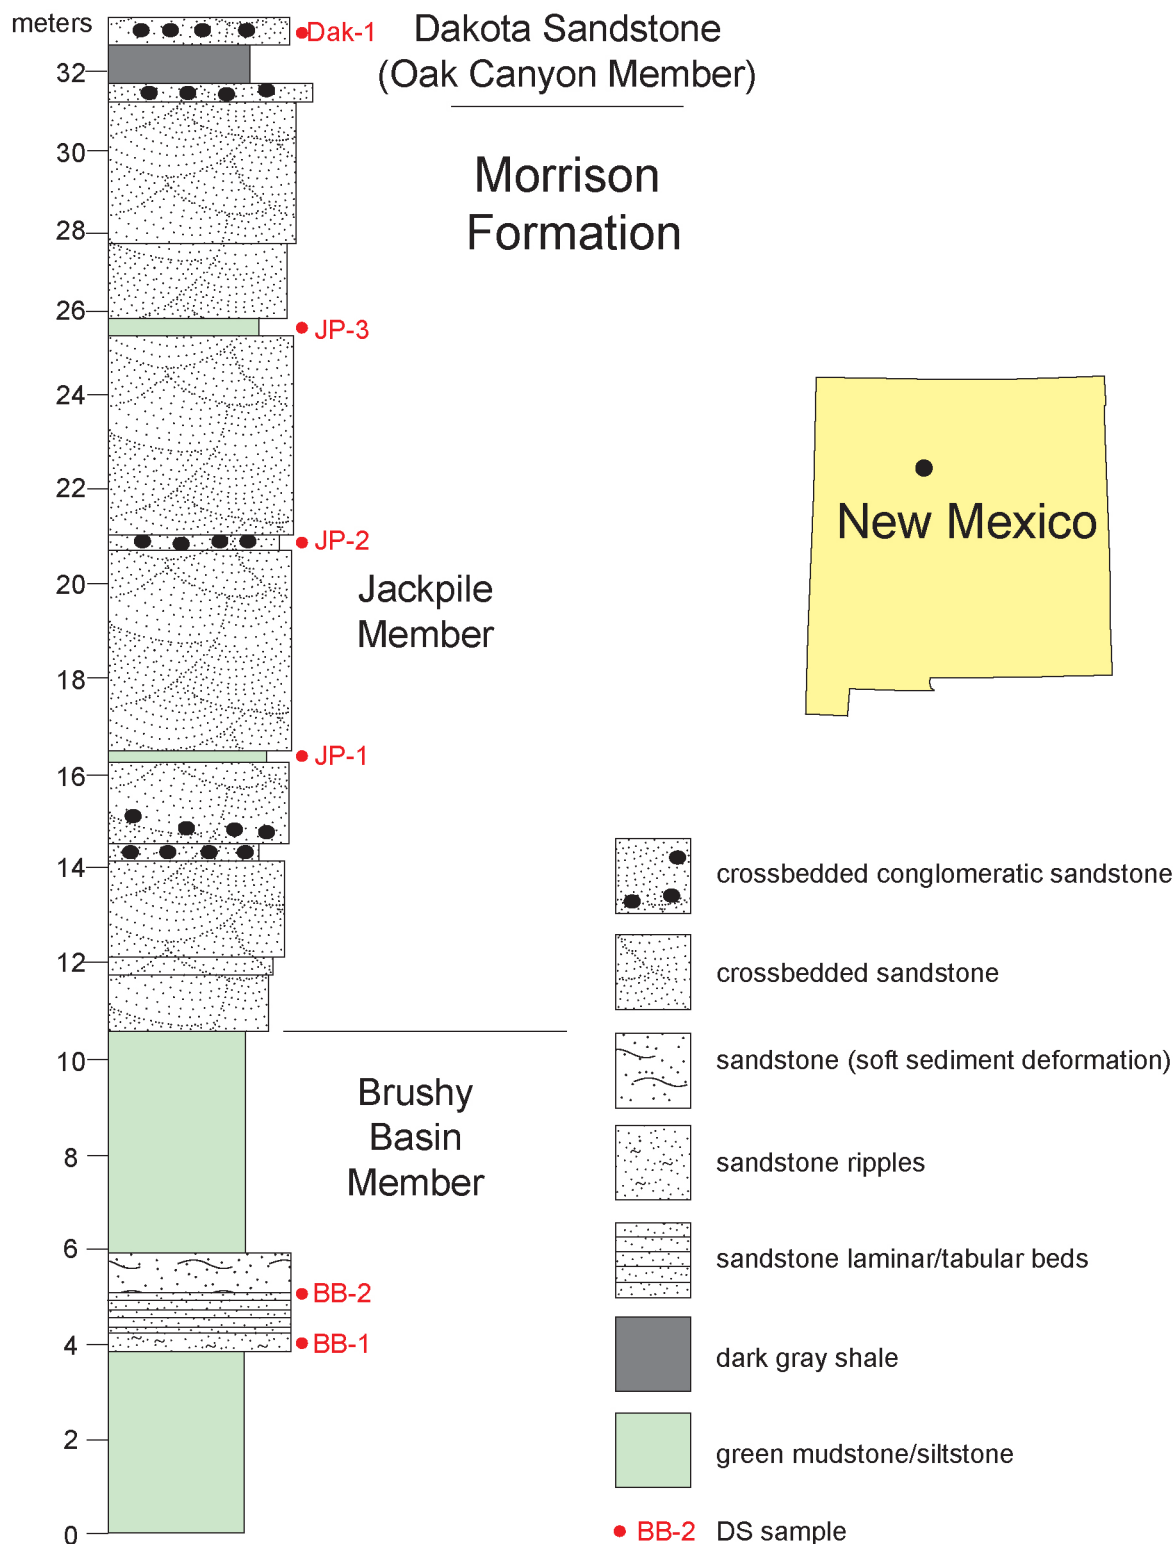 meters
Dak-1
Dakota Sandstone
(Oak Canyon Member)
32
30
Morrison
Formation
28
26
JP-3
24
22
JP-2
20
Jackpile
Member
18
JP-1
16
14
12
10
Brushy
Basin
Member
8
6
BB-2
4
BB-1
2
0
New Mexico
crossbedded conglomeratic sandstone
crossbedded sandstone
sandstone (soft sediment deformation)
sandstone ripples
sandstone laminar/tabular beds
dark gray shale
green mudstone/siltstone
BB-2 DS sample